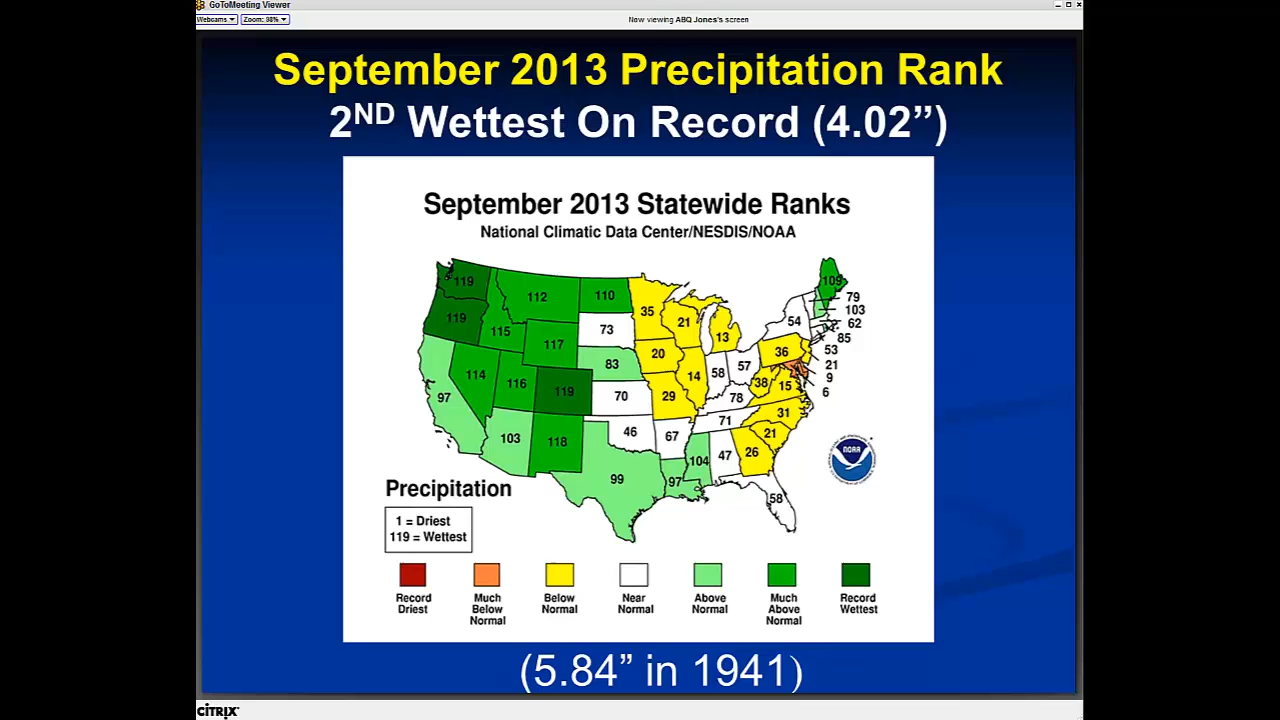 GoToMeeting Viewer
Webcams
Zoom: 38%
Now viewing ABQ Jones's screen
September 2013 Precipitation Rank
2ND Wettest On Record (4.02”)
September 2013 Statewide Ranks
National Climatic Data Center/NESDIS/NOAA
119 112 110 35 21 13 54 109
79
103
62
85
53
21
9
6
119 115 117 73 20 14 58 57 36
97 114 116 119 83 70 29 78 38 15
103 118 46 67 71 31
99 97 104 47 26 21 58
NOAA
Precipitation
1 = Driest
119 = Wettest
Record Driest
Much Below Normal
Below Normal
Near Normal
Above Normal
Much Above Normal
Record Wettest
(5.84” in 1941)
CITRIX